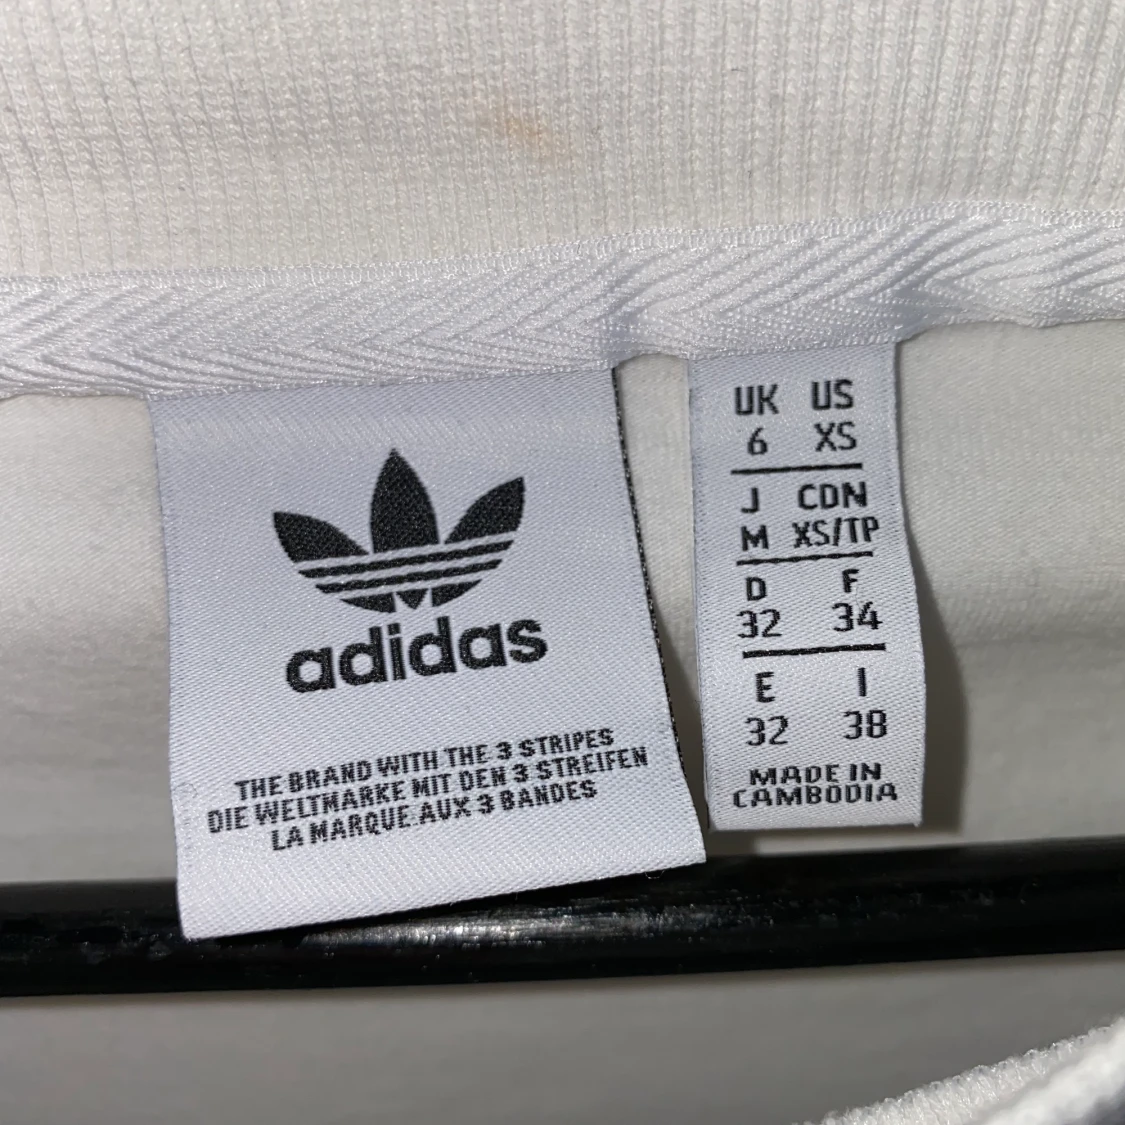 adidas
THE BRAND WITH THE 3 STRIPES
DIE WELTMARKE MIT DEN 3 STREIFEN
LA MARQUE AUX 3 BANDES
UK US
6 XS
J CDN
M XS/TP
D F
32 34
E I
32 38
MADE IN
CAMBODIA